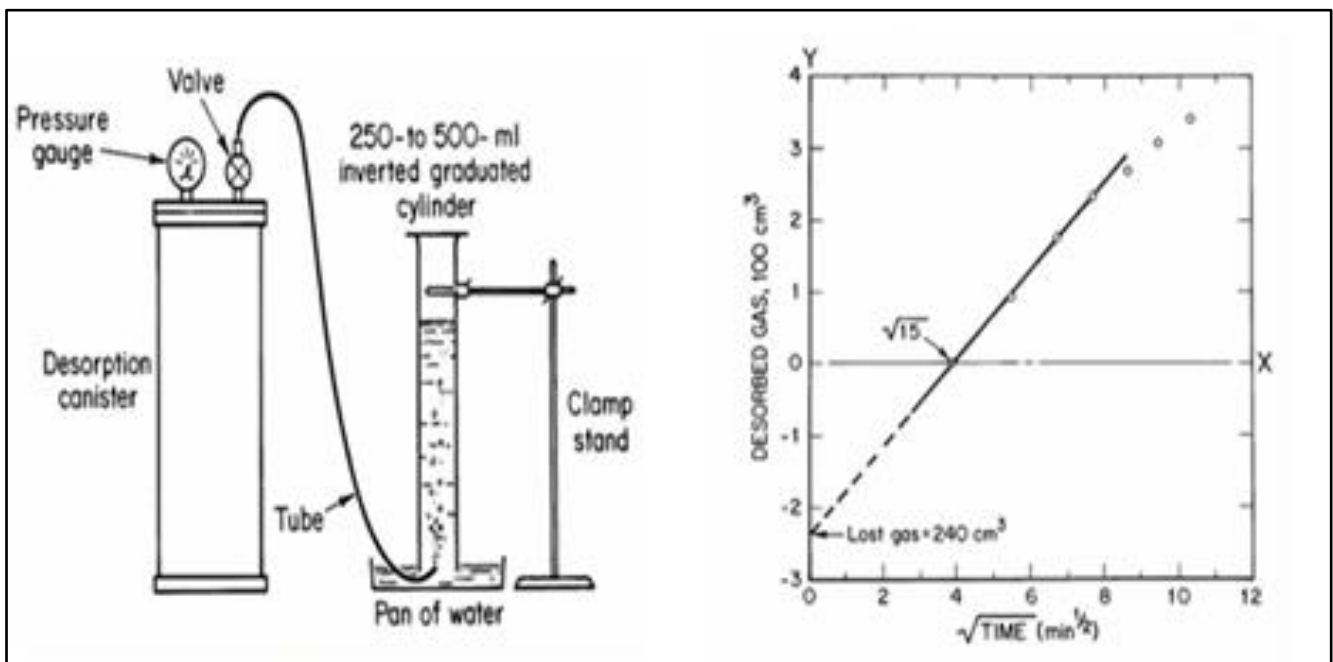 Pressure
gauge
Valve
250-to 500-ml
inverted graduated
cylinder
Desorption
canister
Tube
Clamp
stand
Pan of water
Y
4
3
2
1
0
-1
-2
-3
DESORBED GAS, 100 cm³
√15
X
Lost gas=240 cm³
0 2 4 6 8 10 12
√TIME (min½)